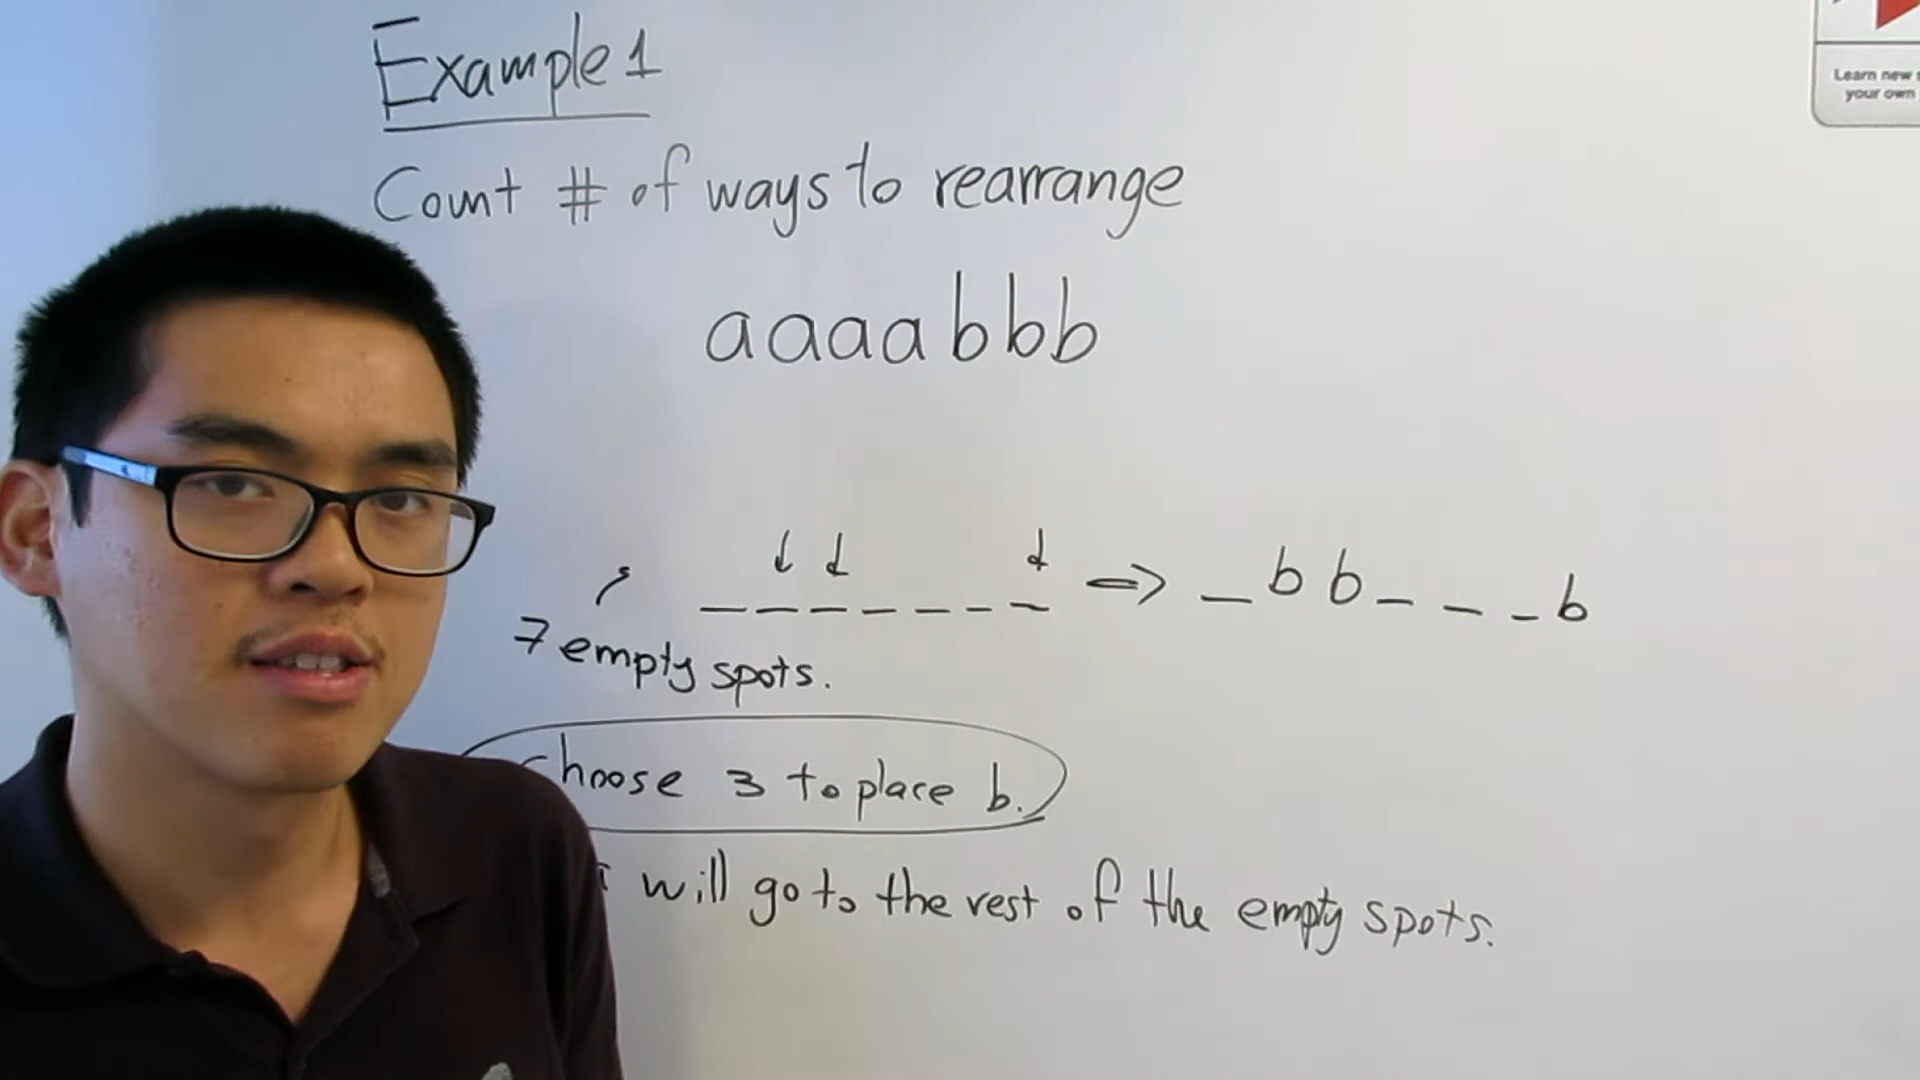 Example 1
Count # of ways to rearrange
aaaabbb
_ _ _ _ _ _ _ => _ b b _ _ _ b
7 empty spots.
choose 3 to place b.
will go to the rest of the empty spots.
Learn new
your own